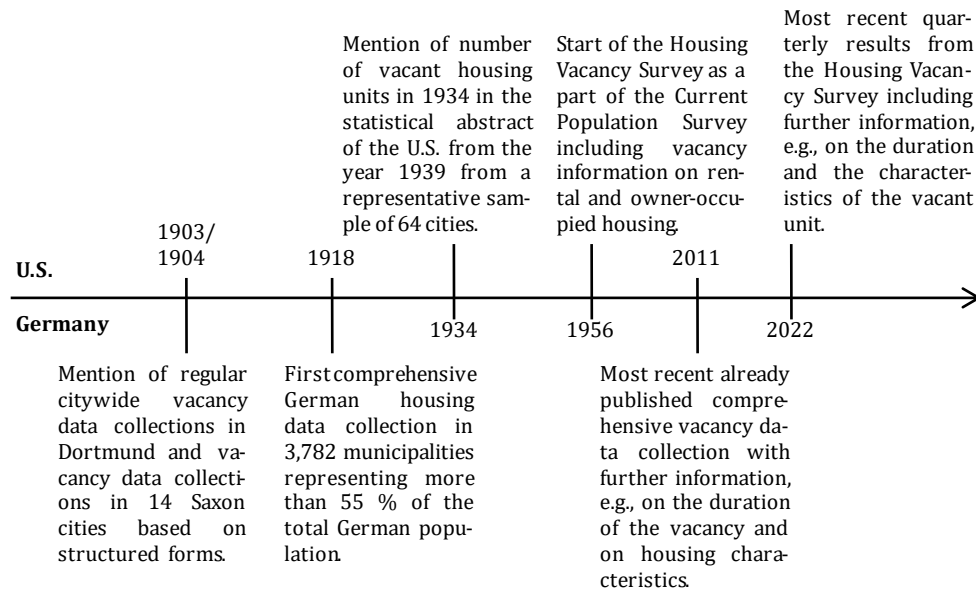 Mention of number
of vacant housing
units in 1934 in the
statistical abstract
of the U.S. from the
year 1939 from a
representative sam-
ple of 64 cities.
Start of the Housing
Vacancy Survey as a
part of the Current
Population Survey
including vacancy
information on ren-
tal and owner-occu-
pied housing.
Most recent quar-
terly results from
the Housing Vacan-
cy Survey including
further information,
e.g., on the duration
and the character-
istics of the vacant
unit.
1903/
1904
1918
2011
U.S.
Germany
1934
1956
2022
Mention of regular
citywide vacancy
data collections in
Dortmund and va-
cancy data collecti-
ons in 14 Saxon
cities based on
structured forms.
First comprehensive
German housing
data collection in
3,782 municipalities
representing more
than 55 % of the
total German popu-
lation.
Most recent already
published compre-
hensive vacancy da-
ta collection with
further information,
e.g., on the duration
of the vacancy and
on housing chara-
cteristics.